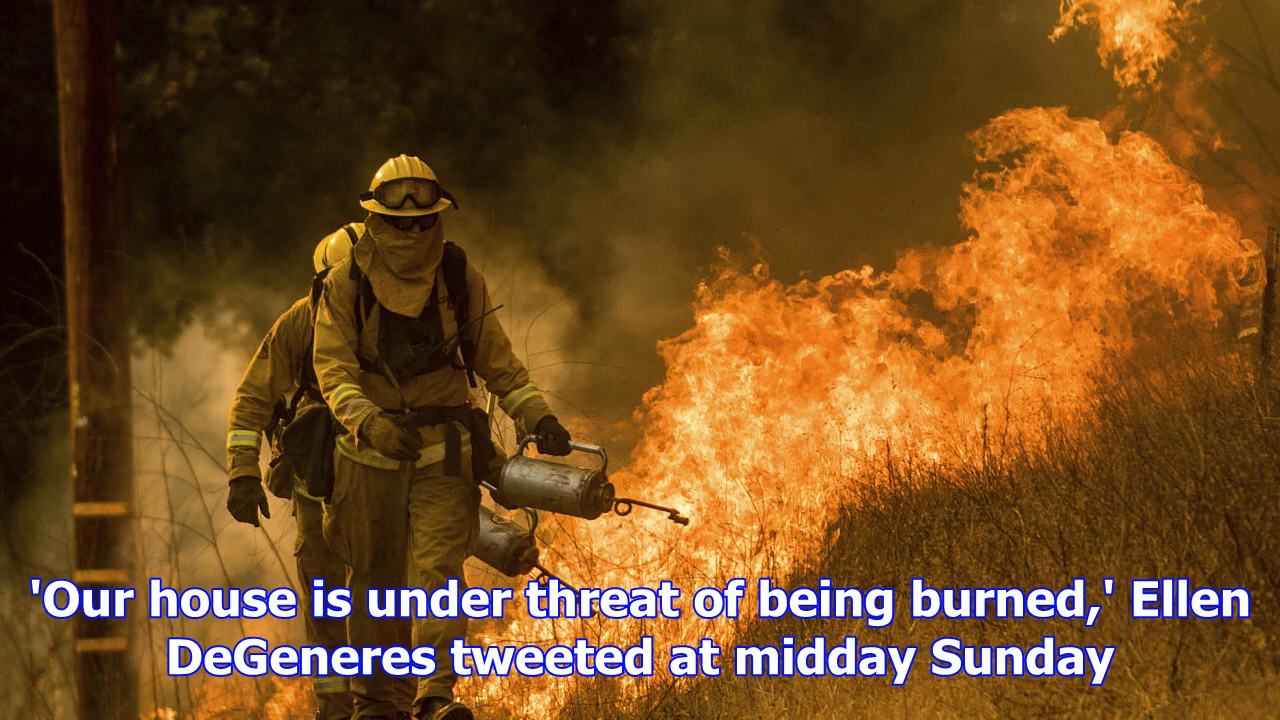 'Our house is under threat of being burned,' Ellen
DeGeneres tweeted at midday Sunday